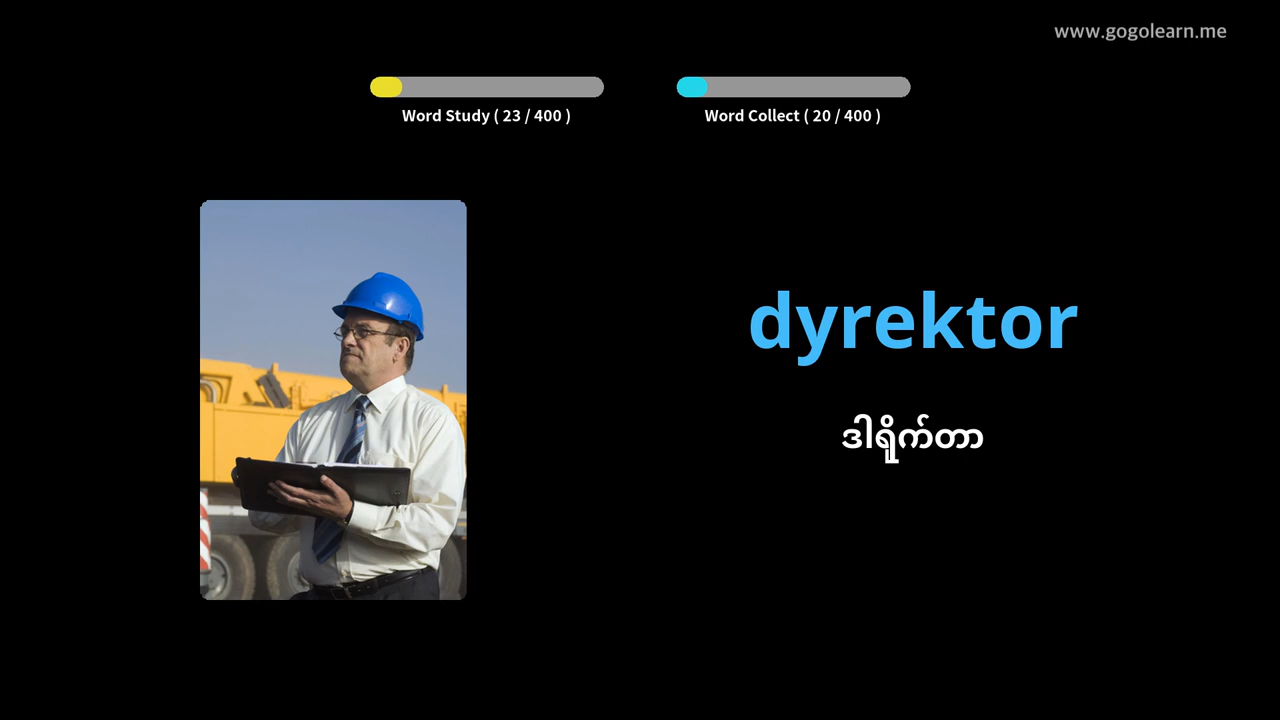 www.gogolearn.me
Word Study ( 23 / 400 )
Word Collect ( 20 / 400 )
dyrektor
ဒါရိုက်တာ